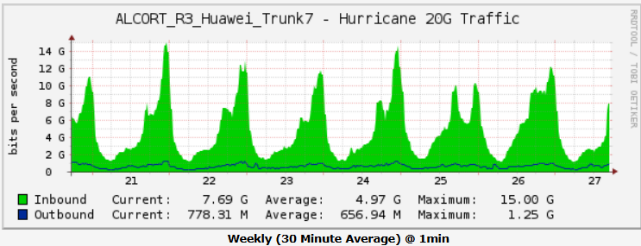 ALCORT_R3_Huawei_Trunk7 - Hurricane 20G Traffic
RRDTOOL / TOBI OETIKER
bits per second
14 G
12 G
10 G
8 G
6 G
4 G
2 G
0
21 22 23 24 25 26 27
Inbound Current: 7.69 G Average: 4.97 G Maximum: 15.00 G
Outbound Current: 778.31 M Average: 656.94 M Maximum: 1.25 G
Weekly (30 Minute Average) @ 1min